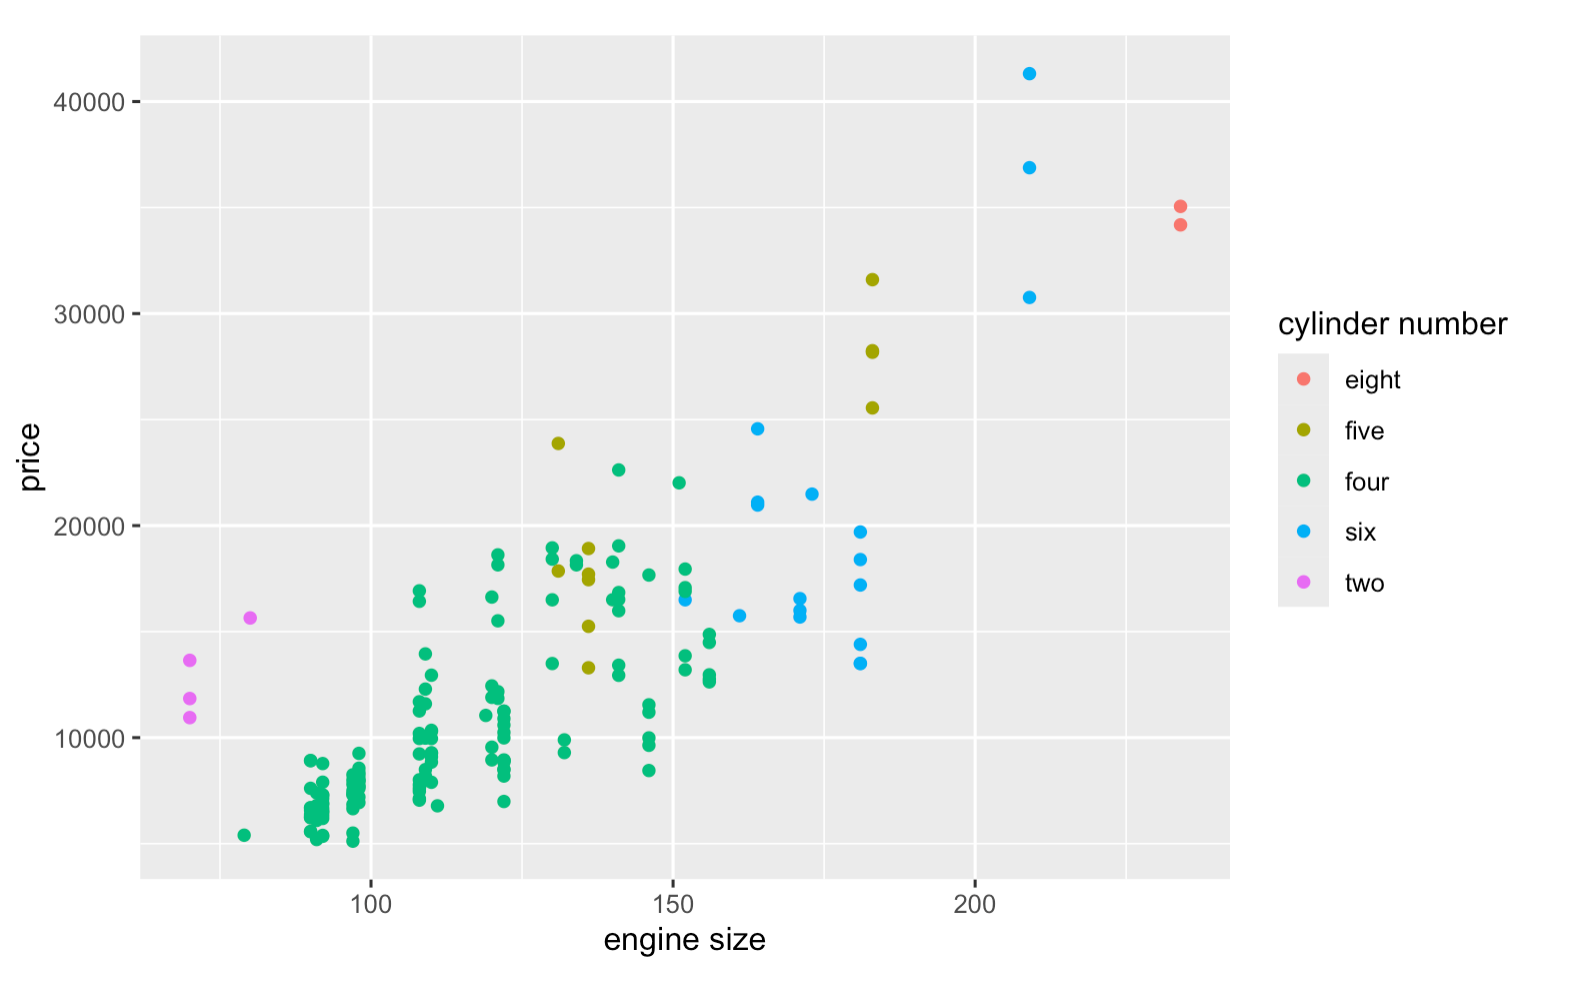 40000
30000
20000
10000
price
100
150
200
engine size
cylinder number
eight
five
four
six
two